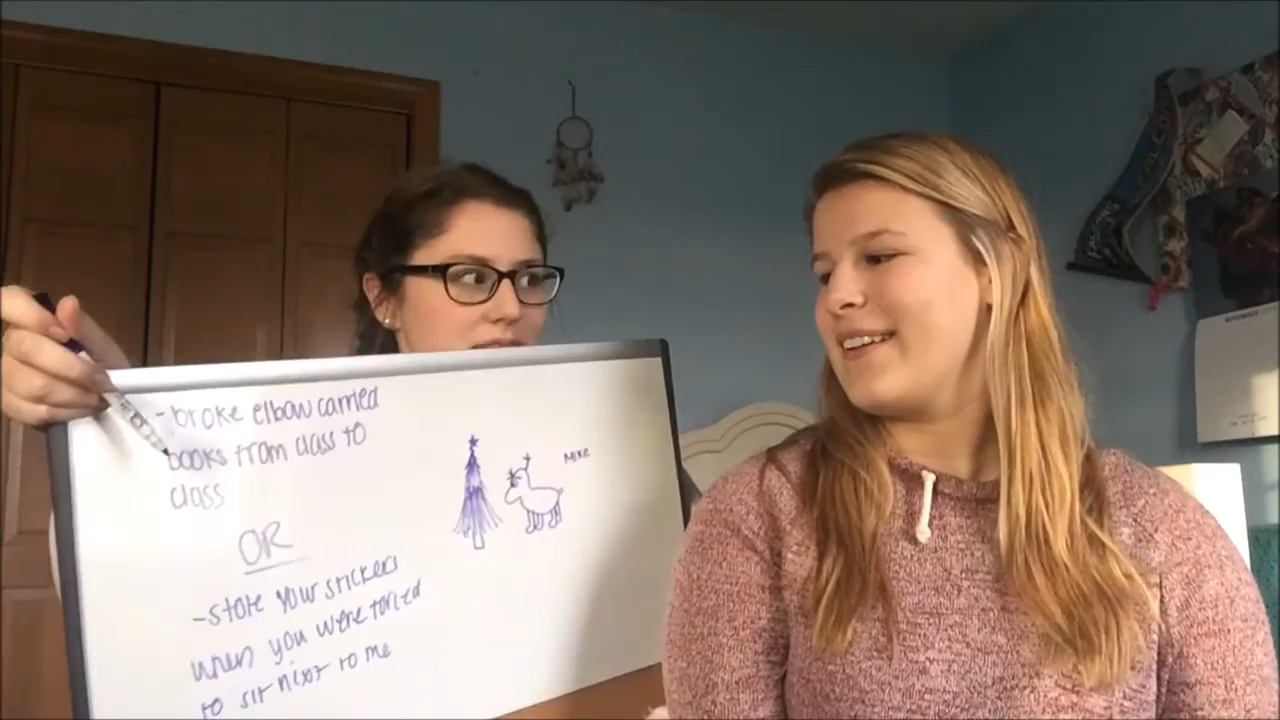 - broke elbow carried
books from class to
class
OR
- stole your stickers
when you were forced
to sit next to me
MIKE
NOVEMBER